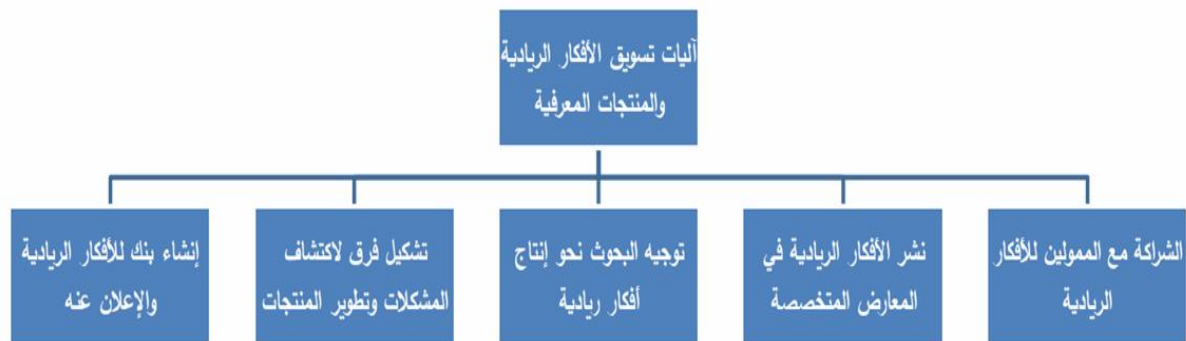 آليات تسويق الأفكار الريادية
والمنتجات المعرفية
الشراكة مع الممولين للأفكار
الريادية
نشر الأفكار الريادية في
المعارض المتخصصة
توجيه البحوث نحو إنتاج
أفكار ريادية
تشكيل فرق لاكتشاف
المشكلات وتطوير المنتجات
إنشاء بنك للأفكار الريادية
والإعلان عنه